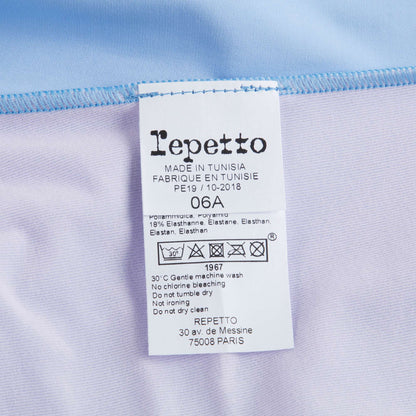 repetto
MADE IN TUNISIA
FABRIQUE EN TUNISIE
PE19 / 10-2018
06A
Poliammidica, Polyamid
18% Elasthanne, Elastane, Elasthan,
Elastan, Elasthan
30°
®
1967
30°C Gentle machine wash
No chlorine bleaching
Do not tumble dry
Not ironing
Do not dry clean
REPETTO
30 av. de Messine
75008 PARIS